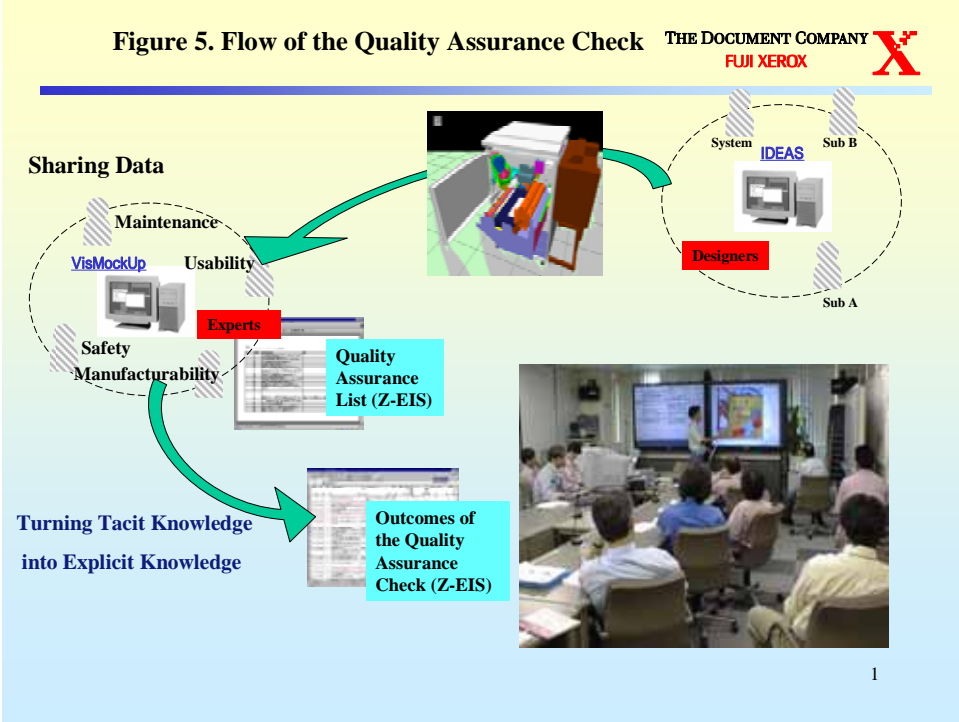 Figure 5. Flow of the Quality Assurance Check
THE DOCUMENT COMPANY
FUJI XEROX
System
Sub B
IDEAS
Sharing Data
Maintenance
VisMockUp
Usability
Designers
Sub A
Experts
Safety
Manufacturability
Quality
Assurance
List (Z-EIS)
Turning Tacit Knowledge
into Explicit Knowledge
Outcomes of
the Quality
Assurance
Check (Z-EIS)
1